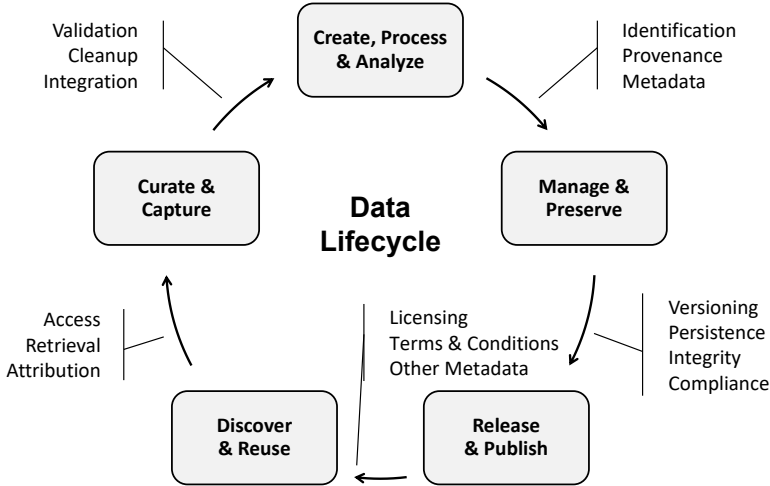 Validation
Cleanup
Integration
Create, Process
& Analyze
Identification
Provenance
Metadata
Curate &
Capture
Data
Lifecycle
Manage &
Preserve
Access
Retrieval
Attribution
Licensing
Terms & Conditions
Other Metadata
Versioning
Persistence
Integrity
Compliance
Discover
& Reuse
Release
& Publish